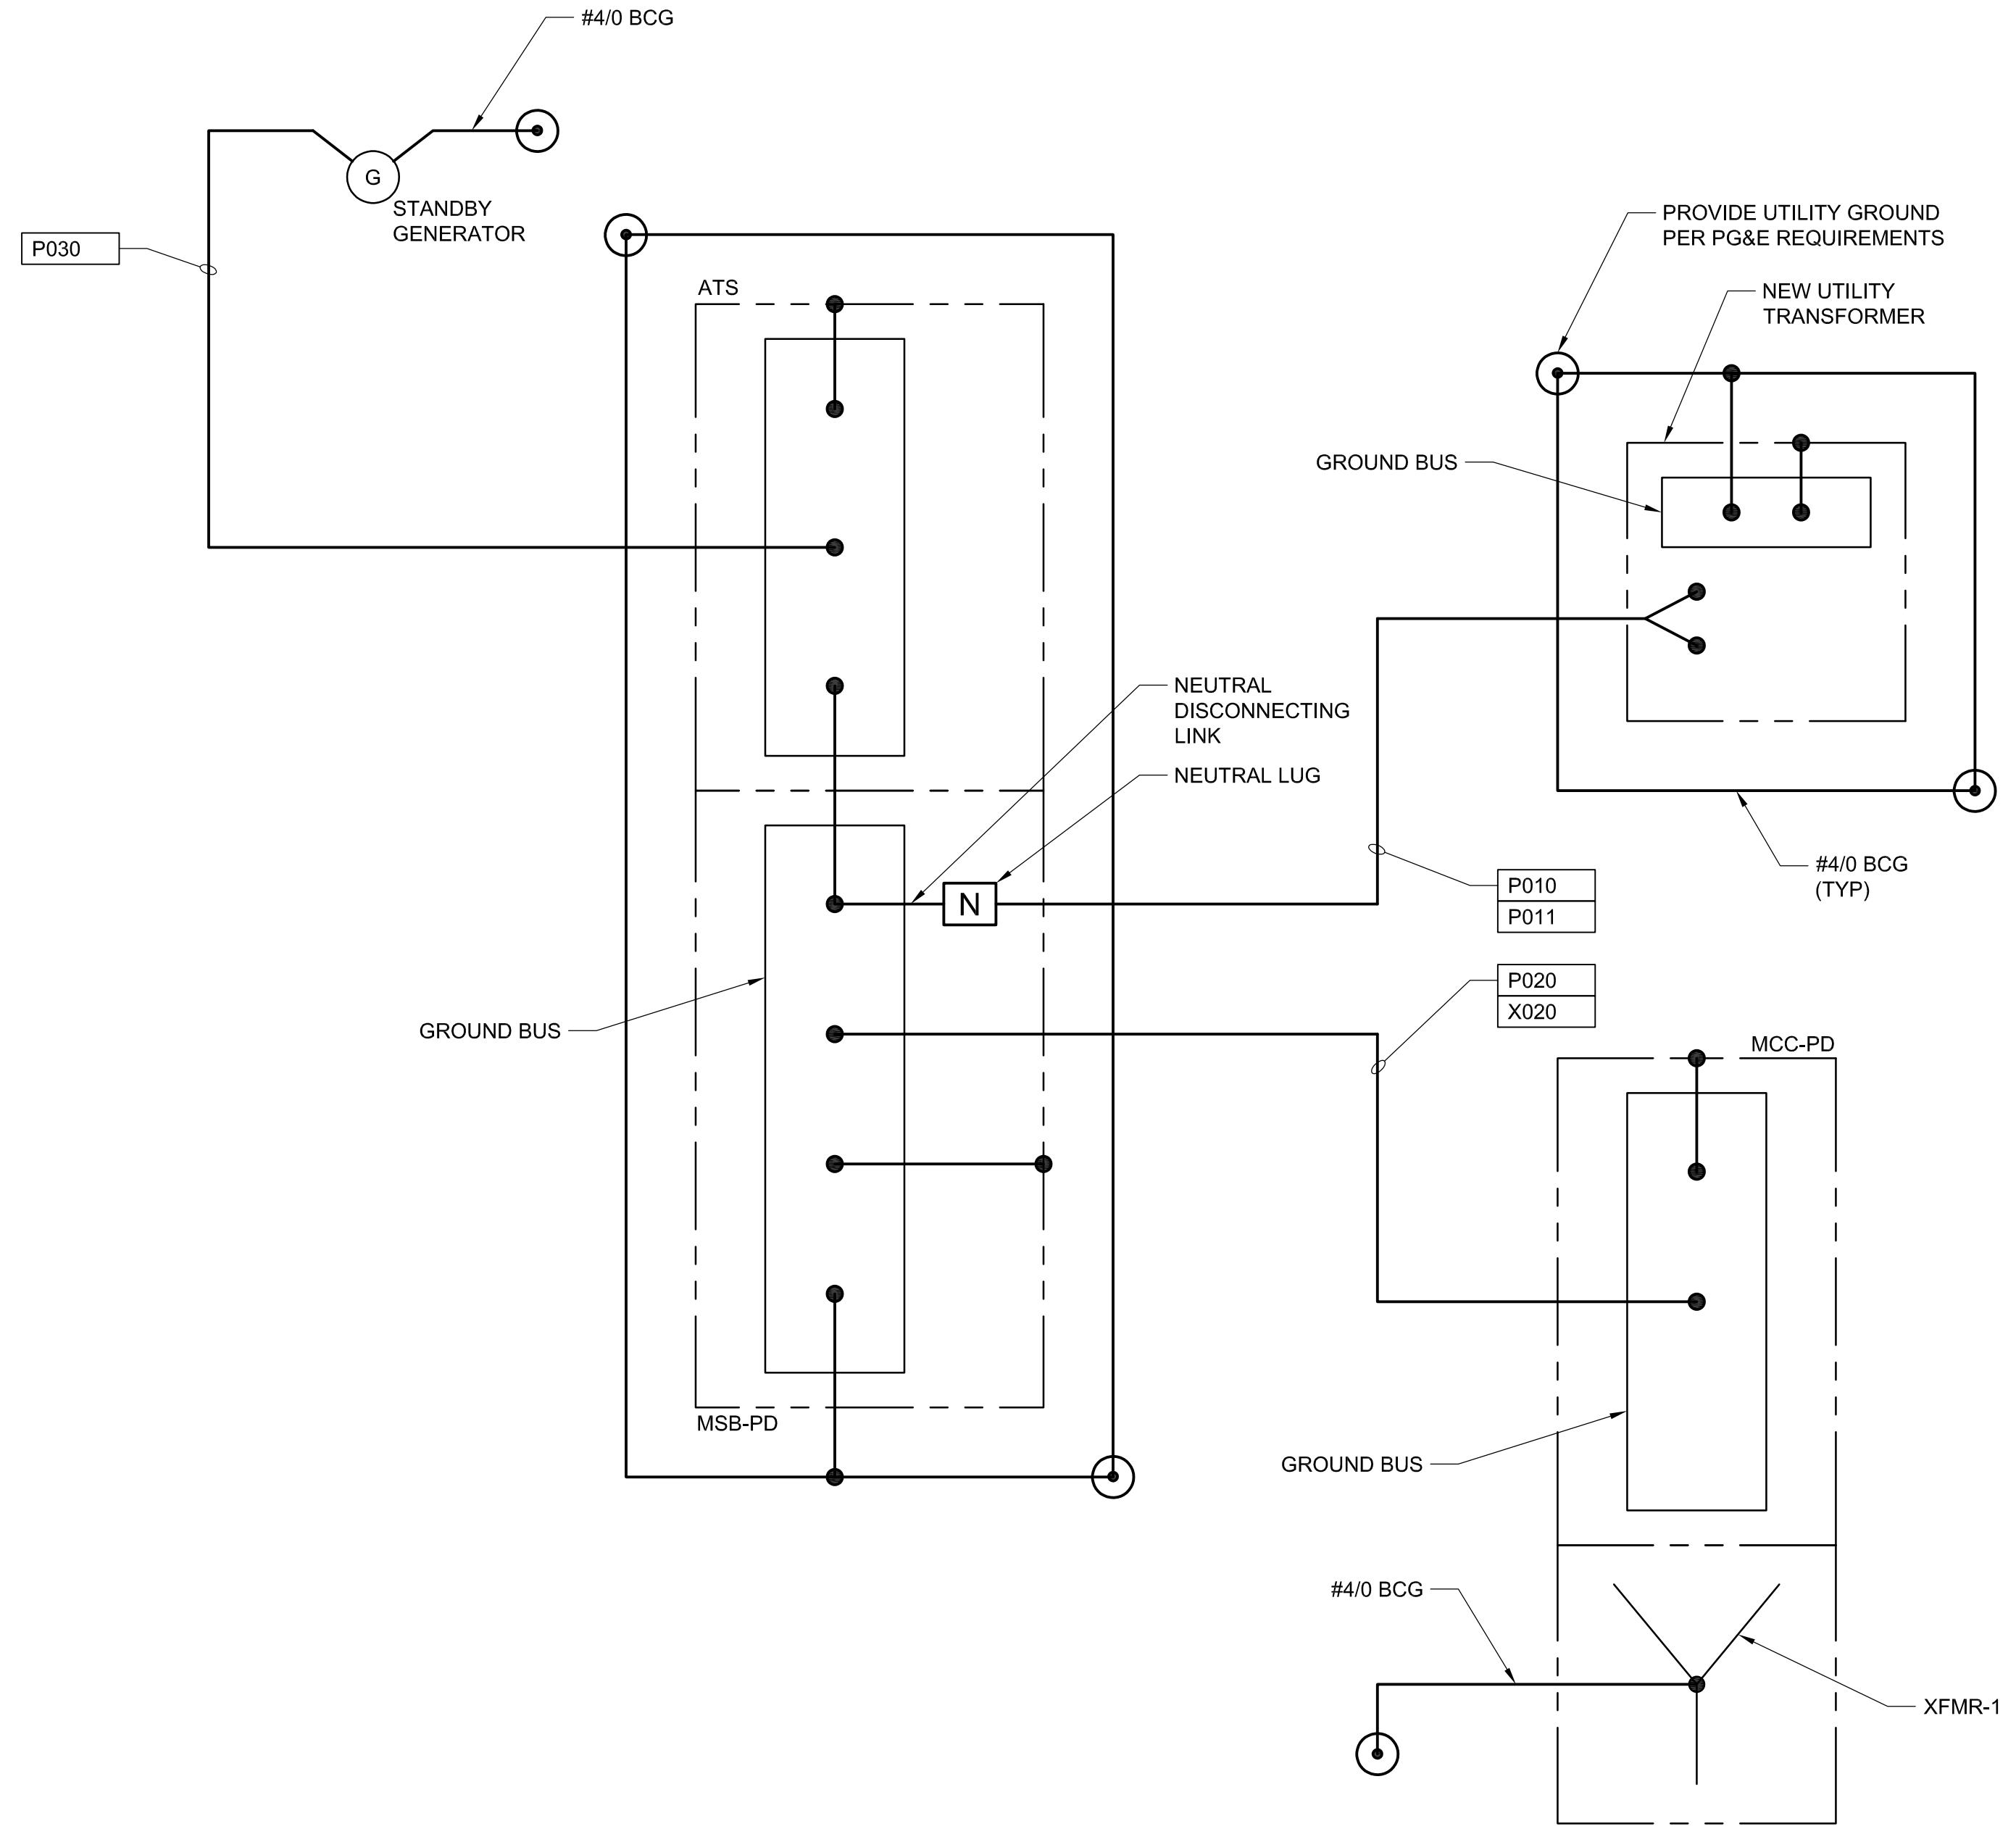 #4/0 BCG
G
STANDBY
GENERATOR
P030
PROVIDE UTILITY GROUND
PER PG&E REQUIREMENTS
ATS
NEW UTILITY
TRANSFORMER
GROUND BUS
NEUTRAL
DISCONNECTING
LINK
NEUTRAL LUG
N
#4/0 BCG
(TYP)
P010
P011
P020
X020
GROUND BUS
MCC-PD
MSB-PD
GROUND BUS
#4/0 BCG
XFMR-1